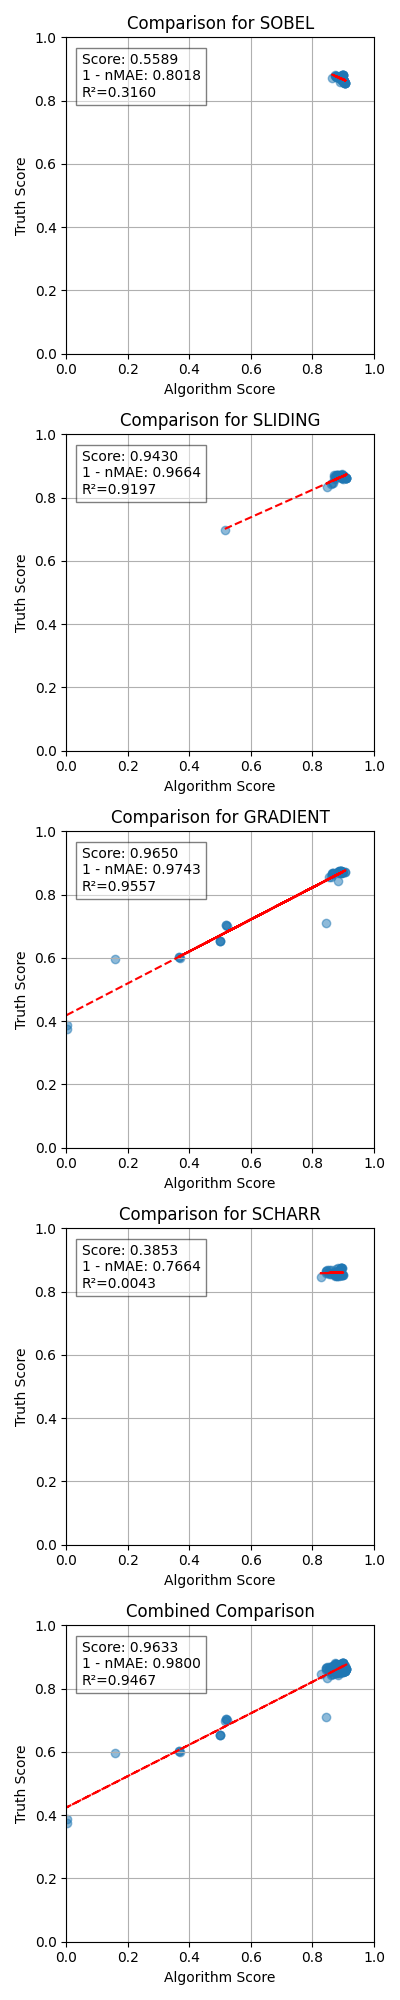 Comparison for SOBEL
1.0
Score: 0.5589
1 - nMAE: 0.8018
R²=0.3160
0.8
0.6
Truth Score
0.4
0.2
0.0
0.0 0.2 0.4 0.6 0.8 1.0
Algorithm Score
Comparison for SLIDING
1.0
Score: 0.9430
1 - nMAE: 0.9664
R²=0.9197
0.8
0.6
Truth Score
0.4
0.2
0.0
0.0 0.2 0.4 0.6 0.8 1.0
Algorithm Score
Comparison for GRADIENT
1.0
Score: 0.9650
1 - nMAE: 0.9743
R²=0.9557
0.8
0.6
Truth Score
0.4
0.2
0.0
0.0 0.2 0.4 0.6 0.8 1.0
Algorithm Score
Comparison for SCHARR
1.0
Score: 0.3853
1 - nMAE: 0.7664
R²=0.0043
0.8
0.6
Truth Score
0.4
0.2
0.0
0.0 0.2 0.4 0.6 0.8 1.0
Algorithm Score
Combined Comparison
1.0
Score: 0.9633
1 - nMAE: 0.9800
R²=0.9467
0.8
0.6
Truth Score
0.4
0.2
0.0
0.0 0.2 0.4 0.6 0.8 1.0
Algorithm Score